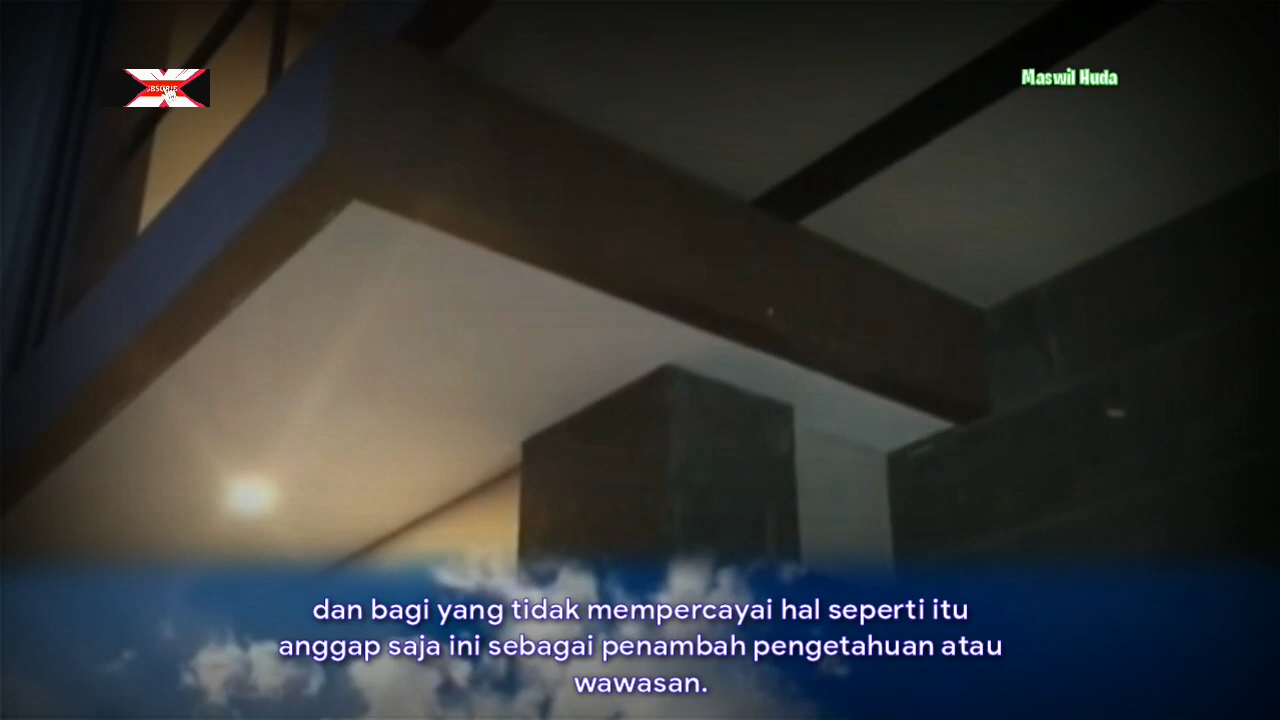 Maswil Huda
dan bagi yang tidak mempercayai hal seperti itu
anggap saja ini sebagai penambah pengetahuan atau
wawasan.